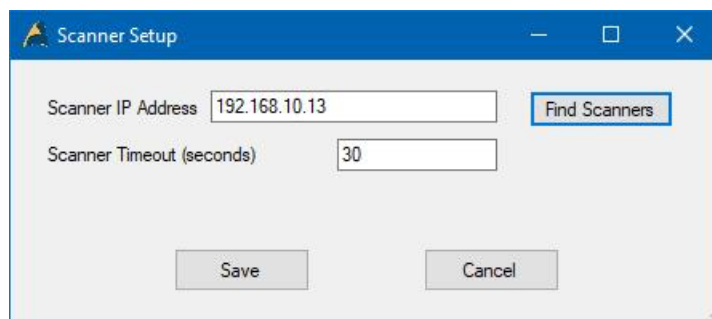 Scanner Setup
Scanner IP Address 192.168.10.13 Find Scanners
Scanner Timeout (seconds) 30
Save Cancel